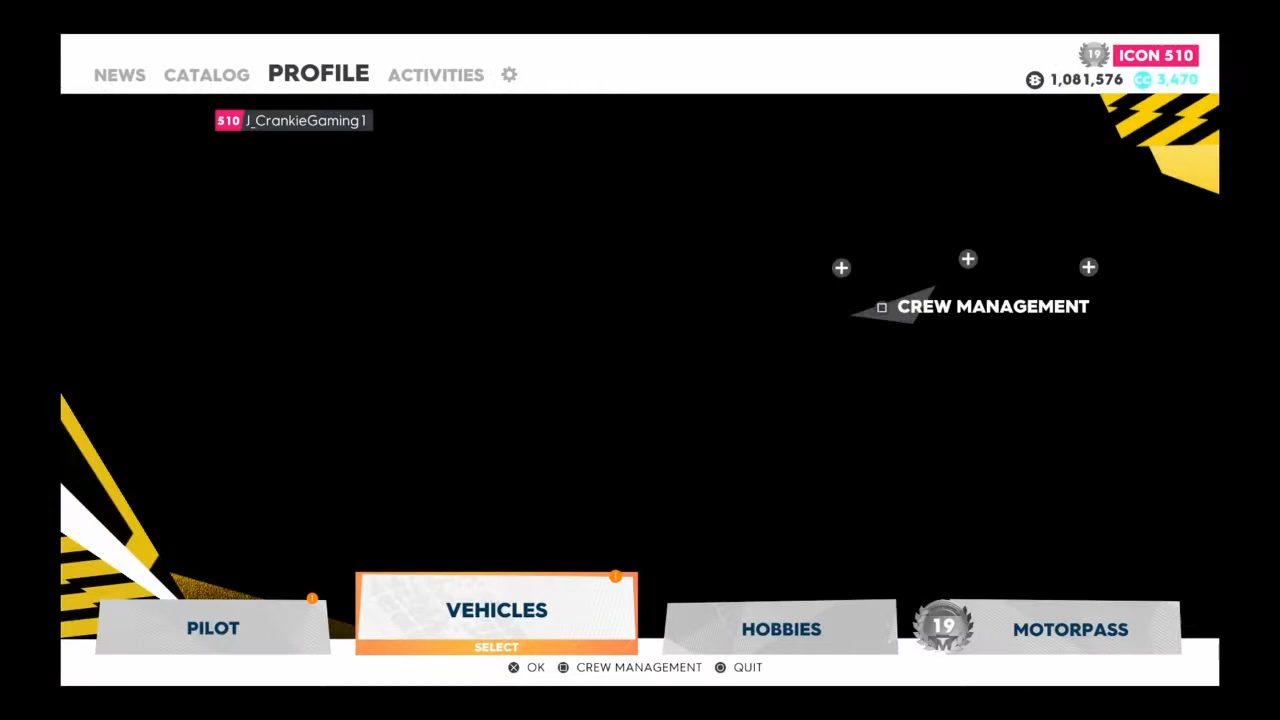 NEWS CATALOG PROFILE ACTIVITIES
19 ICON 510
1,081,576 CC 3,470
510 J_CrankieGaming1
CREW MANAGEMENT
PILOT
VEHICLES
SELECT
HOBBIES
19 M
MOTORPASS
OK CREW MANAGEMENT QUIT